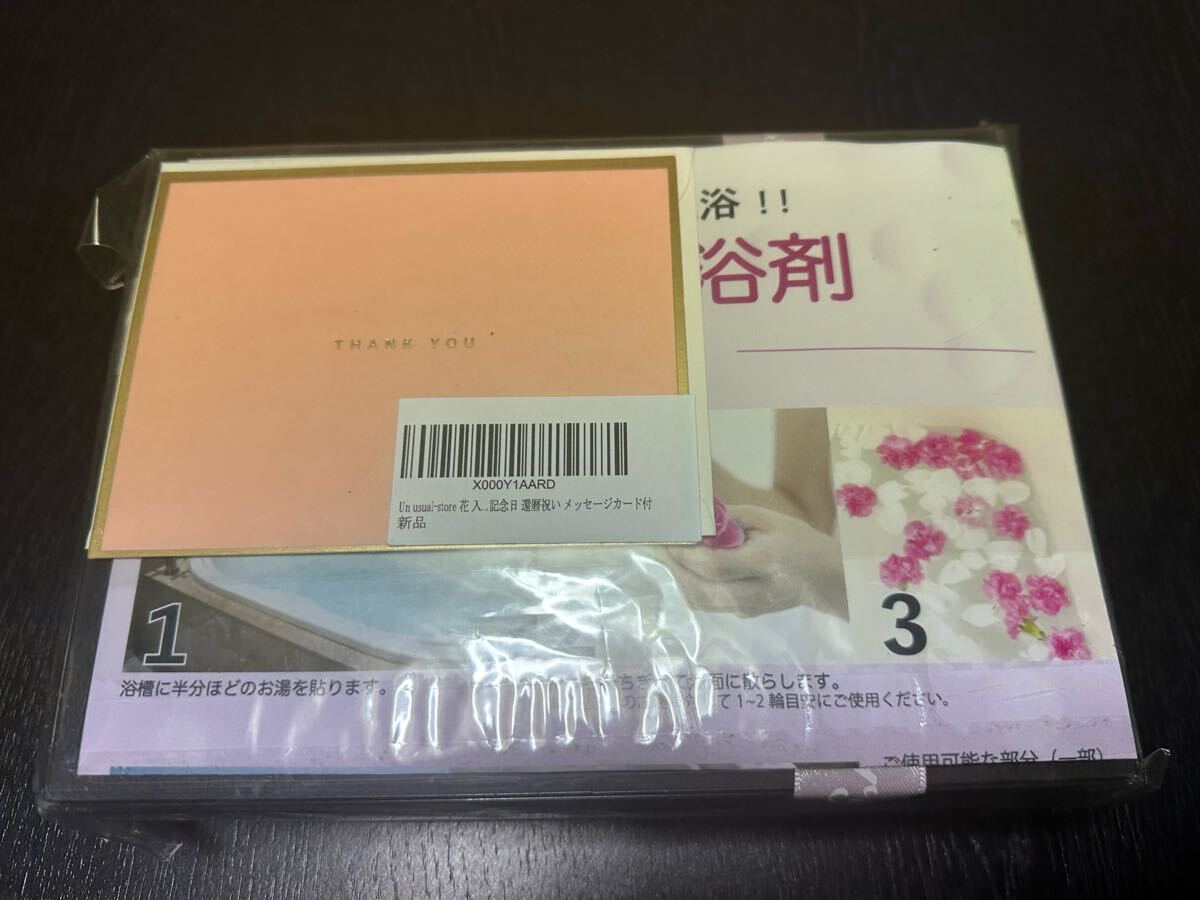 浴!!
浴剤
THANK YOU
X000Y1AARD
Un usual-store 花 入...記念日 還暦祝い メッセージカード付
新品
1
3
浴槽に半分ほどのお湯を貼ります。
面に散らします。
て 1~2 輪目安にご使用ください。
ご使用可能な部分(一部)